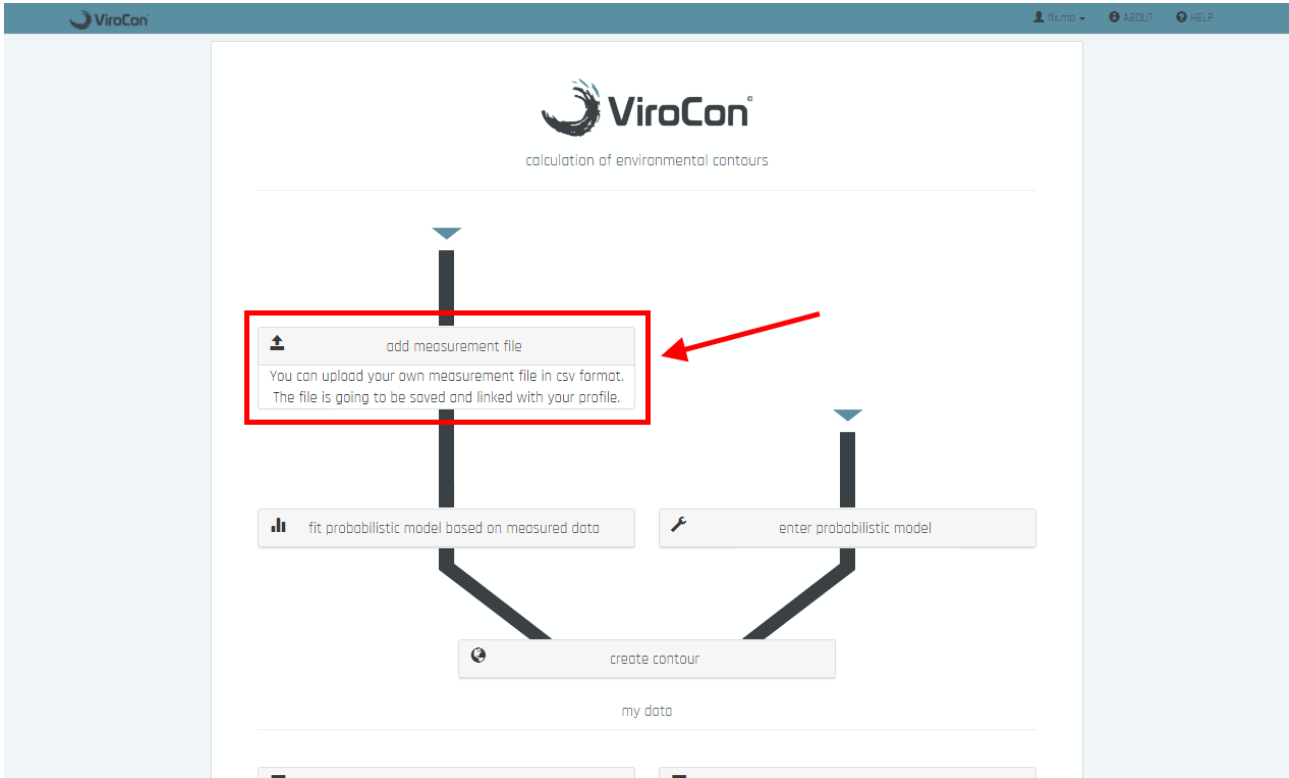 ViroCon
flx.mo
ABOUT
HELP
ViroCon
calculation of environmental contours
add measurement file
You can upload your own measurement file in csv format.
The file is going to be saved and linked with your profile.
fit probabilistic model based on measured data
enter probabilistic model
create contour
my data